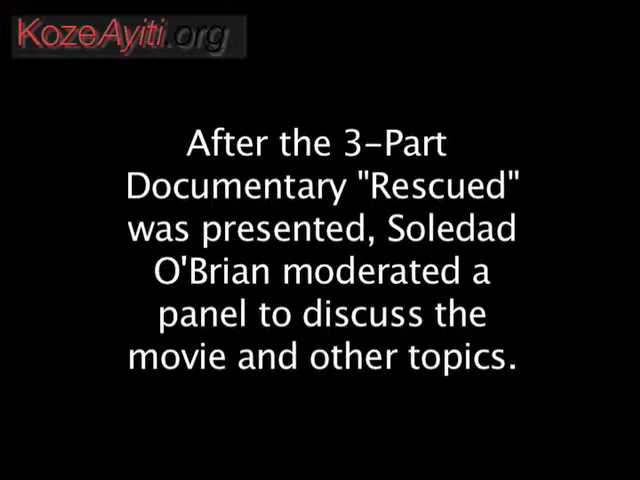 KozeAyiti.org
After the 3-Part
Documentary "Rescued"
was presented, Soledad
O'Brian moderated a
panel to discuss the
movie and other topics.